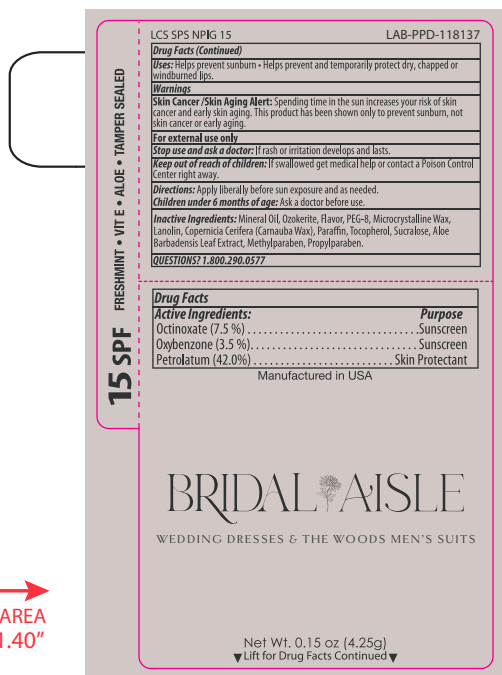 LCS SPS NPIG 15 LAB-PPD-118137
Drug Facts (Continued)
Uses: Helps prevent sunburn • Helps prevent and temporarily protect dry, chapped or
windburned lips.
Warnings
Skin Cancer /Skin Aging Alert: Spending time in the sun increases your risk of skin
cancer and early skin aging. This product has been shown only to prevent sunburn, not
skin cancer or early aging.
For external use only
Stop use and ask a doctor: If rash or irritation develops and lasts.
Keep out of reach of children: If swallowed get medical help or contact a Poison Control
Center right away.
Directions: Apply liberally before sun exposure and as needed.
Children under 6 months of age: Ask a doctor before use.
Inactive Ingredients: Mineral Oil, Ozokerite, Flavor, PEG-8, Microcrystalline Wax,
Lanolin, Copernicia Cerifera (Carnauba Wax), Paraffin, Tocopherol, Sucralose, Aloe
Barbadensis Leaf Extract, Methylparaben, Propylparaben.
QUESTIONS? 1.800.290.0577
15 SPF FRESHMINT • VIT E • ALOE • TAMPER SEALED
Drug Facts
Active Ingredients: Purpose
Octinoxate (7.5 %) . . . . . . . . . . . . . . . . . . . . . . . . . . . . . . Sunscreen
Oxybenzone (3.5 %) . . . . . . . . . . . . . . . . . . . . . . . . . . . . . Sunscreen
Petrolatum (42.0%) . . . . . . . . . . . . . . . . . . . . . . . . . Skin Protectant
Manufactured in USA
BRIDAL AISLE
WEDDING DRESSES & THE WOODS MEN'S SUITS
AREA
1.40"
Net Wt. 0.15 oz (4.25g)
▼Lift for Drug Facts Continued▼